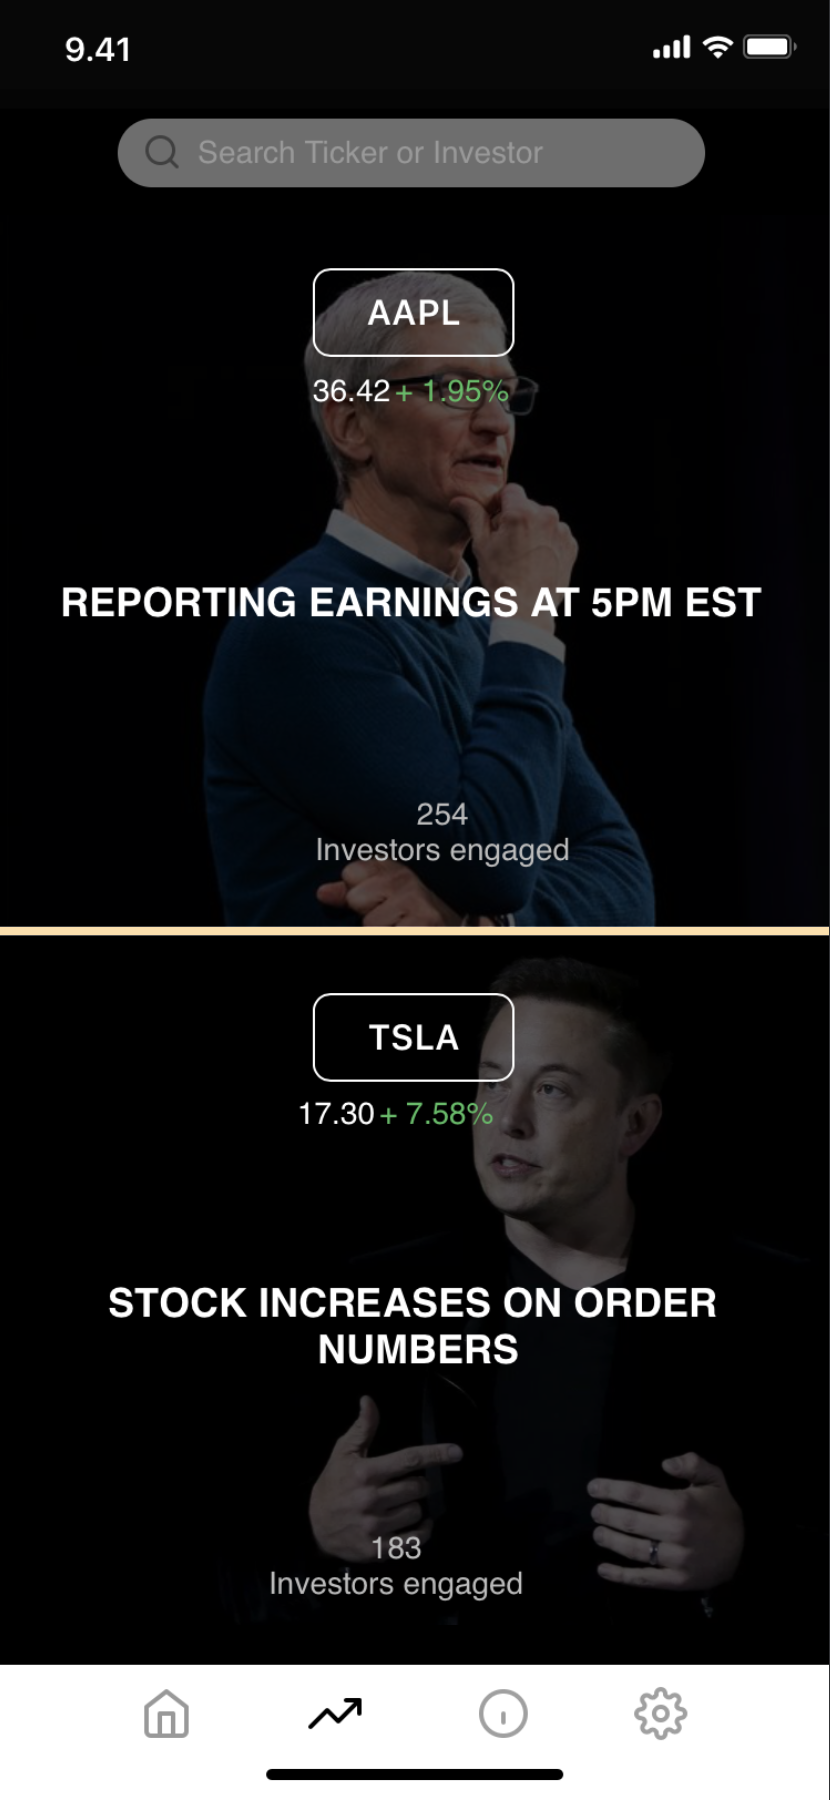 9.41
Search Ticker or Investor
AAPL
36.42 + 1.95%
REPORTING EARNINGS AT 5PM EST
254
Investors engaged
TSLA
17.30 + 7.58%
STOCK INCREASES ON ORDER
NUMBERS
183
Investors engaged